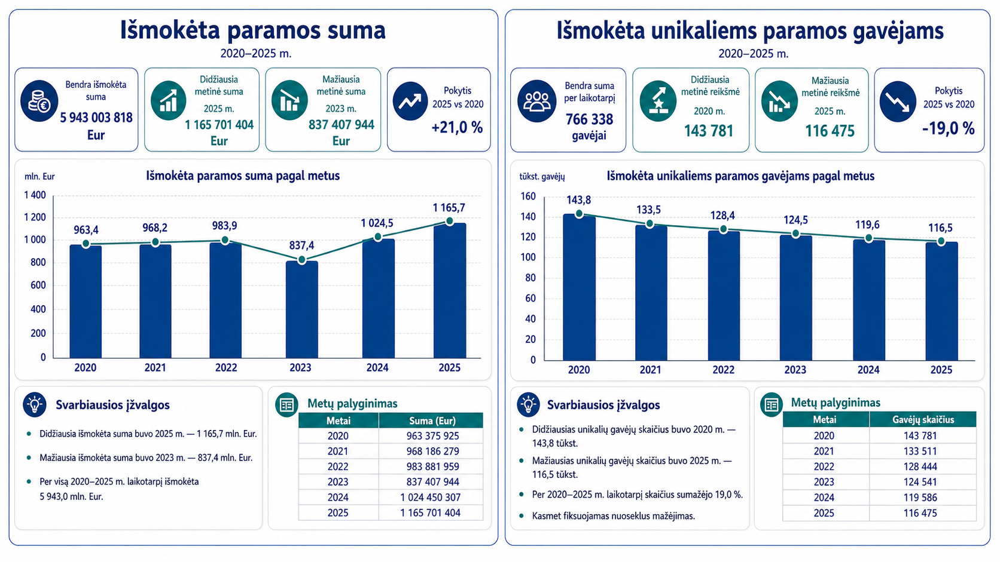 Išmokėta paramos suma
2020–2025 m.
Bendra išmokėta
suma
5 943 003 818
Eur
Didžiausia
metinė suma
2025 m.
1 165 701 404
Eur
Mažiausia
metinė suma
2023 m.
837 407 944
Eur
Pokytis
2025 vs 2020
+21,0 %
mln. Eur
Išmokėta paramos suma pagal metus
1 400
1 200
1 000
800
600
400
200
0
963,4
968,2
983,9
837,4
1 024,5
1 165,7
2020
2021
2022
2023
2024
2025
Svarbiausios įžvalgos
• Didžiausia išmokėta suma buvo 2025 m. — 1 165,7 mln. Eur.
• Mažiausia išmokėta suma buvo 2023 m. — 837,4 mln. Eur.
• Per visą 2020–2025 m. laikotarpį išmokėta
5 943,0 mln. Eur.
Metų palyginimas
Metai Suma (Eur)
2020 963 375 925
2021 968 186 279
2022 983 881 959
2023 837 407 944
2024 1 024 450 307
2025 1 165 701 404
Išmokėta unikaliems paramos gavėjams
2020–2025 m.
Bendra suma
per laikotarpį
766 338
gavėjai
Didžiausia
metinė reikšmė
2020 m.
143 781
Mažiausia
metinė reikšmė
2025 m.
116 475
Pokytis
2025 vs 2020
-19,0 %
tūkst. gavėjų
Išmokėta unikaliems paramos gavėjams pagal metus
160
140
120
100
80
60
40
20
0
143,8
133,5
128,4
124,5
119,6
116,5
2020
2021
2022
2023
2024
2025
Svarbiausios įžvalgos
• Didžiausias unikalių gavėjų skaičius buvo 2020 m. —
143,8 tūkst.
• Mažiausias unikalių gavėjų skaičius buvo 2025 m. —
116,5 tūkst.
• Per 2020–2025 m. laikotarpį skaičius sumažėjo 19,0 %.
• Kasmet fiksuojamas nuoseklus mažėjimas.
Metų palyginimas
Metai Gavėjų skaičius
2020 143 781
2021 133 511
2022 128 444
2023 124 541
2024 119 586
2025 116 475